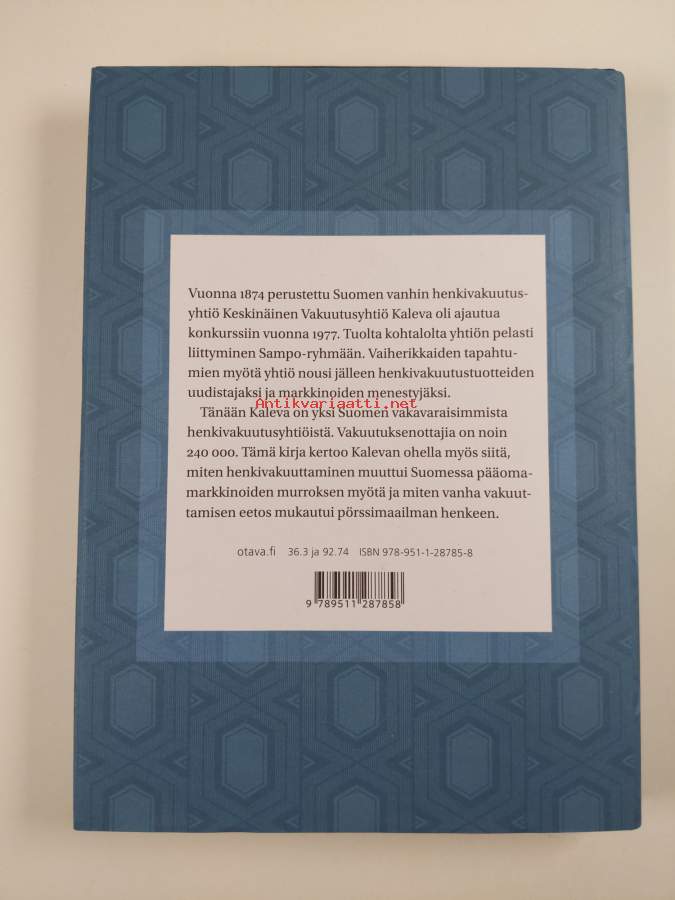 Vuonna 1874 perustettu Suomen vanhin henkivakuutus-
yhtiö Keskinäinen Vakuutusyhtiö Kaleva oli ajautua
konkurssiin vuonna 1977. Tuolta kohtalolta yhtiön pelasti
liittyminen Sampo-ryhmään. Vaiherikkaiden tapahtu-
mien myötä yhtiö nousi jälleen henkivakuutustuotteiden
uudistajaksi ja markkinoiden menestyjäksi.
Antikvariaatti.net
Tänään Kaleva on yksi Suomen vakavaraisimmista
henkivakuutusyhtiöistä. Vakuutuksenottajia on noin
240 000. Tämä kirja kertoo Kalevan ohella myös siitä,
miten henkivakuuttaminen muuttui Suomessa pääoma-
markkinoiden murroksen myötä ja miten vanha vakuut-
tamisen eetos mukautui pörssimaailman henkeen.
otava.fi 36.3 ja 92.74 ISBN 978-951-1-28785-8
9 789511 287858